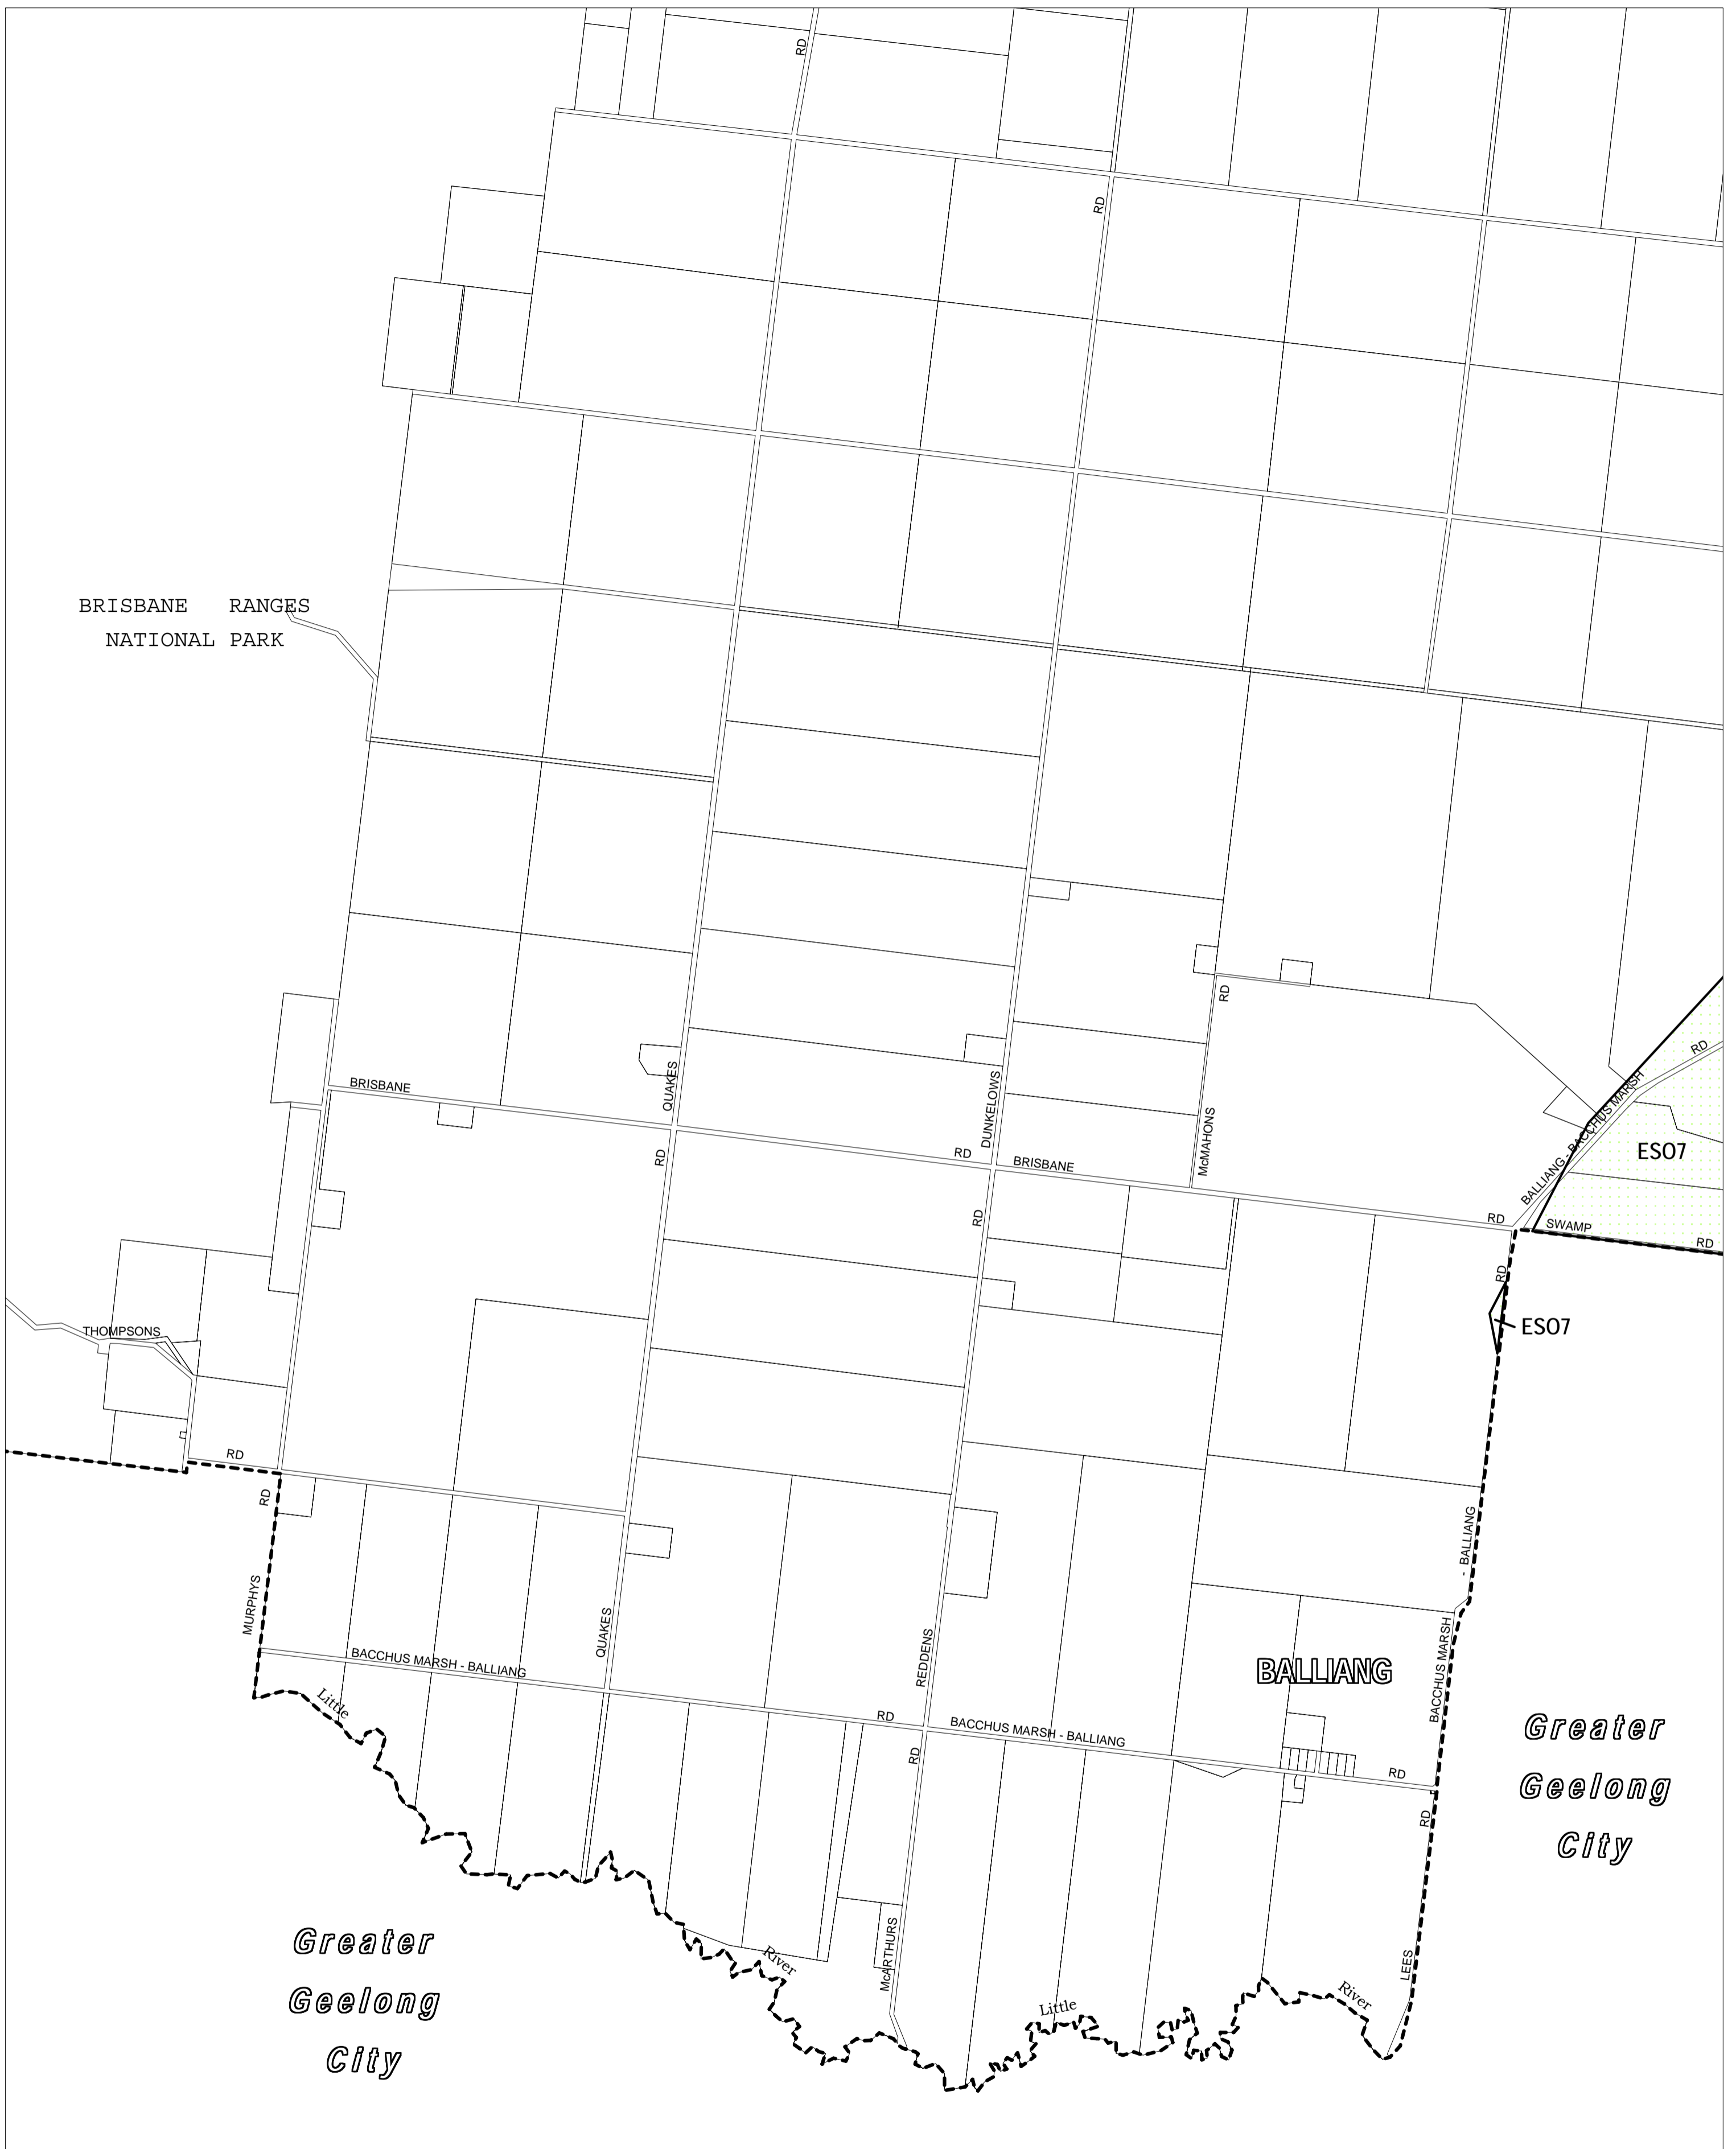 RD
RD
BRISBANE RANGES
NATIONAL PARK
RD
RD
BALLIANG - BACCHUS MARSH
QUAKES
DUNKELOWS
BRISBANE
McMAHONS
RD
RD
BRISBANE
ESO7
RD
SWAMP
RD
RD
RD
ESO7
THOMPSONS
RD
RD
- BALLIANG
MURPHYS
QUAKES
REDDENS
BACCHUS MARSH
BACCHUS MARSH - BALLIANG
BALLIANG
Little
RD
BACCHUS MARSH - BALLIANG
RD
RD
RD
Greater
Geelong
City
Greater
Geelong
City
River
McARTHURS
Little
River
LEES